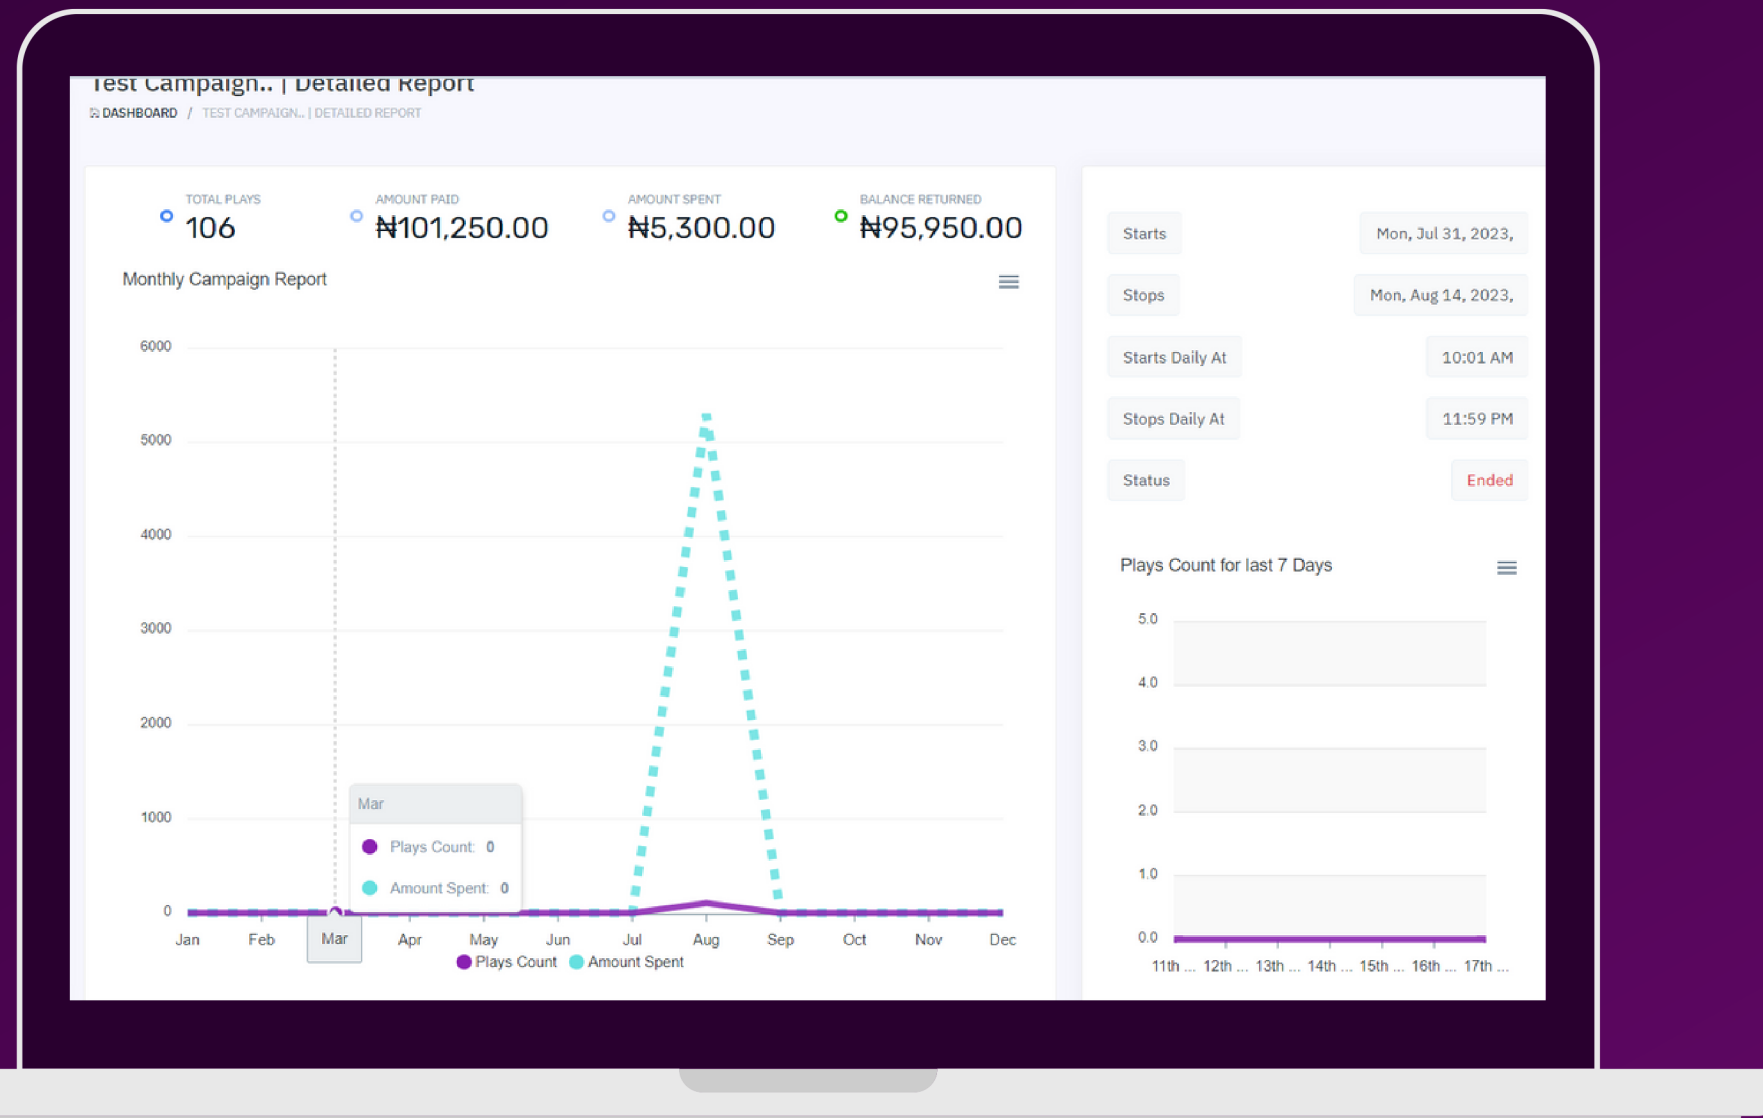 Test Campaign.. | Detailed Report
DASHBOARD / TEST CAMPAIGN.. | DETAILED REPORT
TOTAL PLAYS
106
AMOUNT PAID
₦101,250.00
AMOUNT SPENT
₦5,300.00
BALANCE RETURNED
₦95,950.00
Monthly Campaign Report
6000
5000
4000
3000
2000
1000
0
Mar
Plays Count: 0
Amount Spent: 0
Jan Feb Mar Apr May Jun Jul Aug Sep Oct Nov Dec
Plays Count Amount Spent
Starts Mon, Jul 31, 2023,
Stops Mon, Aug 14, 2023,
Starts Daily At 10:01 AM
Stops Daily At 11:59 PM
Status Ended
Plays Count for last 7 Days
5.0
4.0
3.0
2.0
1.0
0.0
11th ... 12th ... 13th ... 14th ... 15th ... 16th ... 17th ...